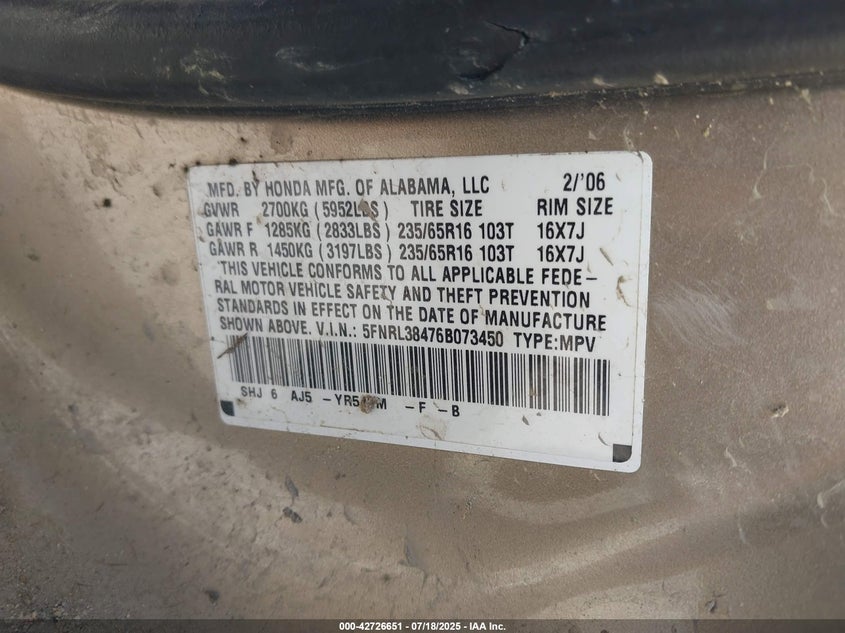 MFD. BY HONDA MFG. OF ALABAMA, LLC 2/'06
GVWR 2700KG (5952LBS) TIRE SIZE RIM SIZE
GAWR F 1285KG (2833LBS) 235/65R16 103T 16X7J
GAWR R 1450KG (3197LBS) 235/65R16 103T 16X7J
THIS VEHICLE CONFORMS TO ALL APPLICABLE FEDE-
RAL MOTOR VEHICLE SAFETY AND THEFT PREVENTION
STANDARDS IN EFFECT ON THE DATE OF MANUFACTURE
SHOWN ABOVE. V.I.N.: 5FNRL38476B073450 TYPE:MPV
SHJ 6 AJ5 -F -B
000-42726651 / 07/18/2025 - IAA Inc.